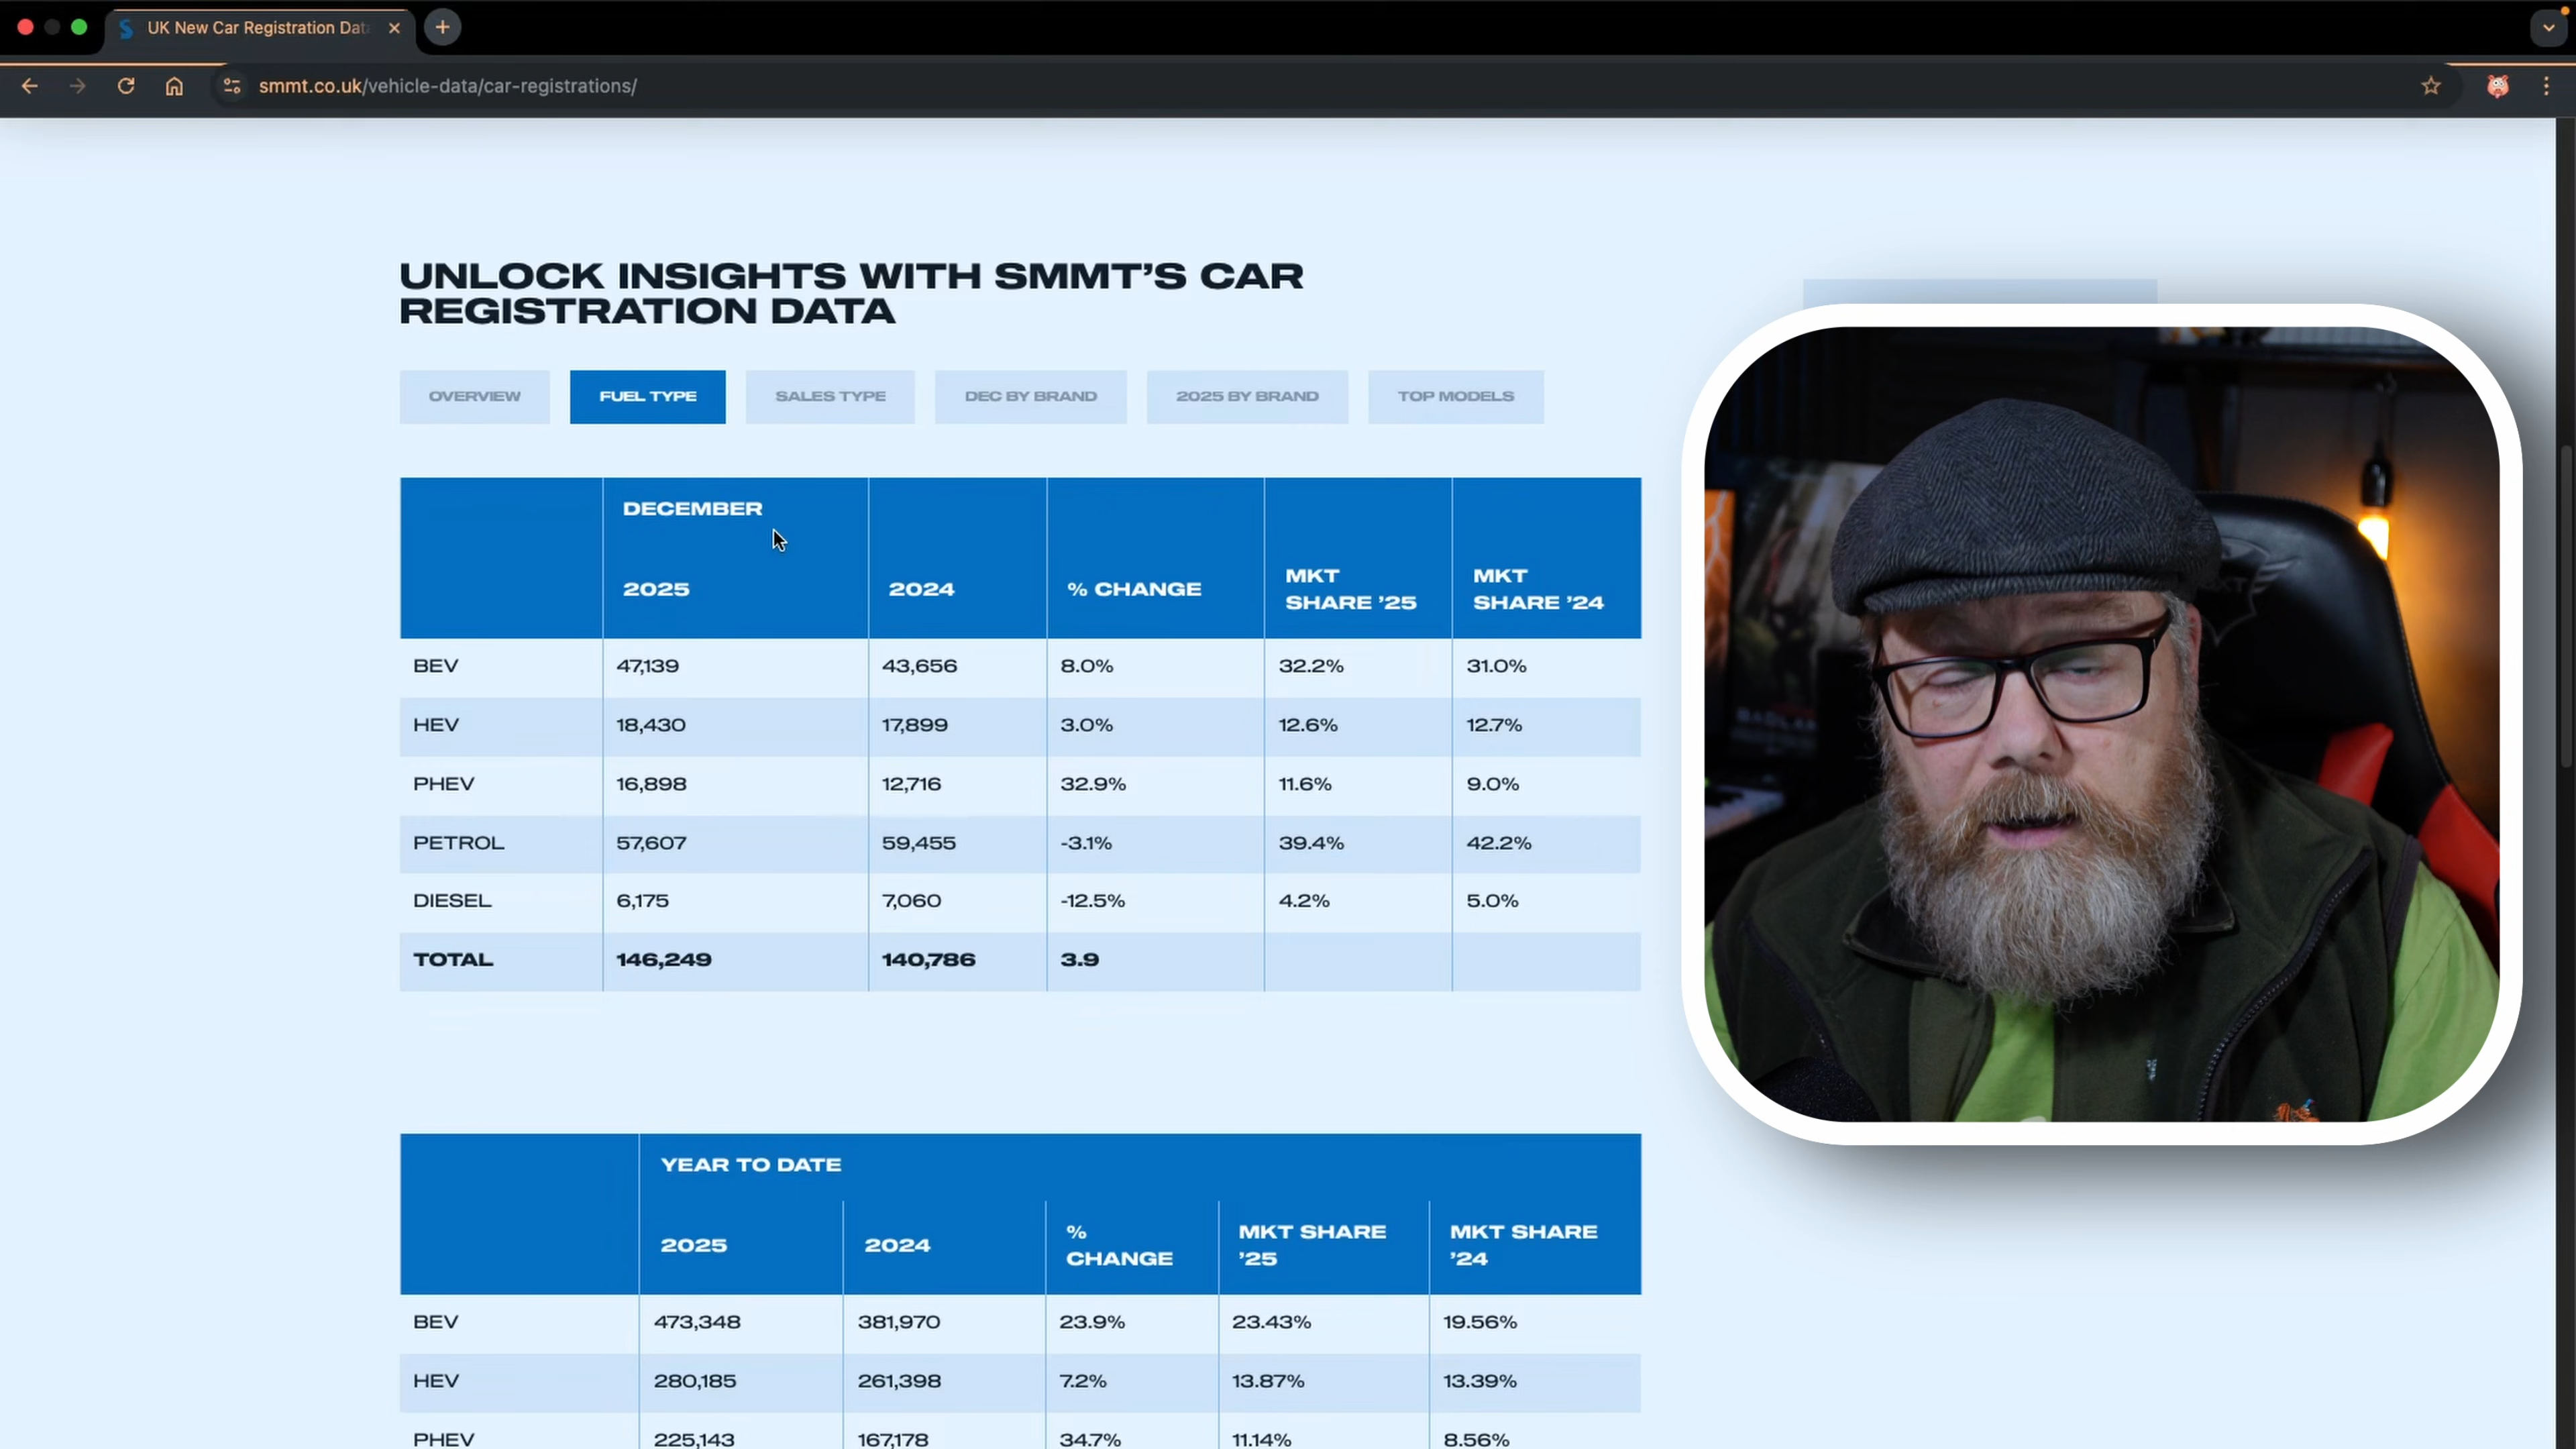 UK New Car Registration Dat
smmt.co.uk/vehicle-data/car-registrations/
UNLOCK INSIGHTS WITH SMMT’S CAR
REGISTRATION DATA
OVERVIEW FUEL TYPE SALES TYPE DEC BY BRAND 2025 BY BRAND TOP MODELS
DECEMBER
2025 2024 % CHANGE MKT SHARE ’25 MKT SHARE ’24
BEV 47,139 43,656 8.0% 32.2% 31.0%
HEV 18,430 17,899 3.0% 12.6% 12.7%
PHEV 16,898 12,716 32.9% 11.6% 9.0%
PETROL 57,607 59,455 -3.1% 39.4% 42.2%
DIESEL 6,175 7,060 -12.5% 4.2% 5.0%
TOTAL 146,249 140,786 3.9
YEAR TO DATE
2025 2024 % CHANGE MKT SHARE ’25 MKT SHARE ’24
BEV 473,348 381,970 23.9% 23.43% 19.56%
HEV 280,185 261,398 7.2% 13.87% 13.39%
PHEV 225,143 167,178 34.7% 11.14% 8.56%